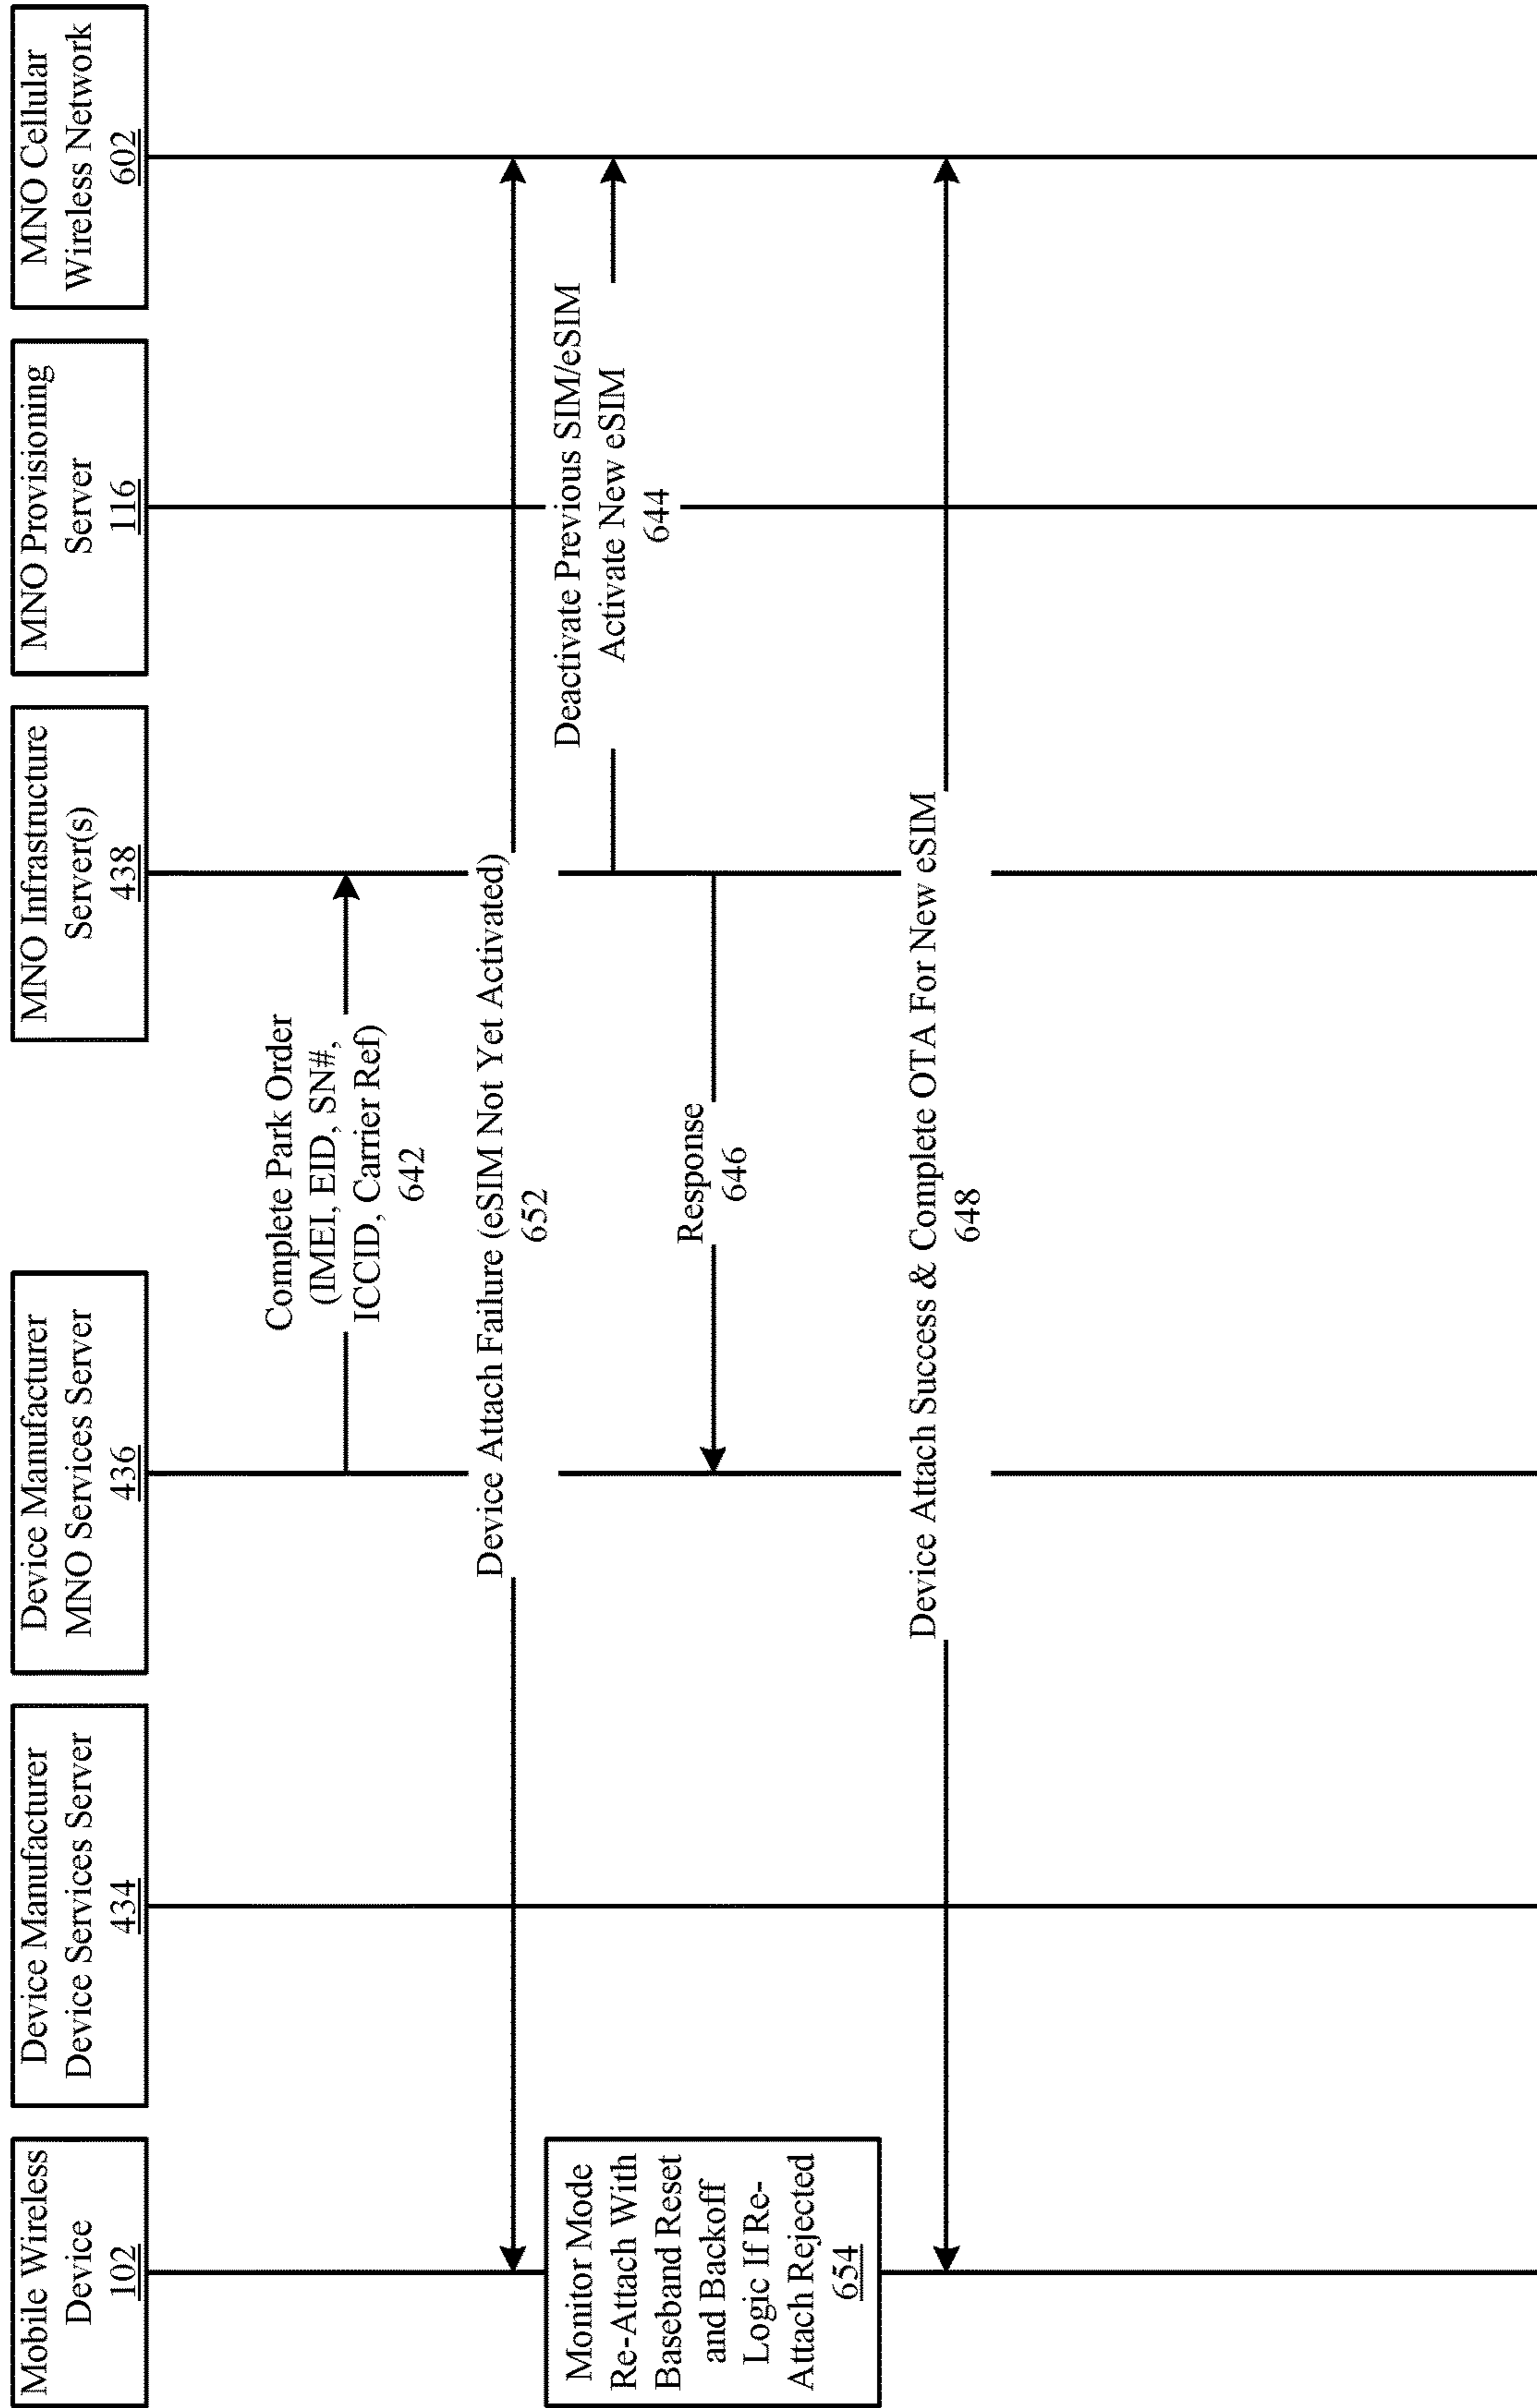 Mobile Wireless
Device
102
Device Manufacturer
Device Services Server
434
Device Manufacturer
MNO Services Server
436
MNO Infrastructure
Server(s)
438
MNO Provisioning
Server
116
MNO Cellular
Wireless Network
602
Complete Park Order
(IMEI, EID, SN#,
ICCID, Carrier Ref)
642
Device Attach Failure (eSIM Not Yet Activated)
652
Deactivate Previous SIM/eSIM
Activate New eSIM
644
Monitor Mode
Re-Attach With
Baseband Reset
and Backoff
Logic If Re-
Attach Rejected
654
Response
646
Device Attach Success & Complete OTA For New eSIM
648